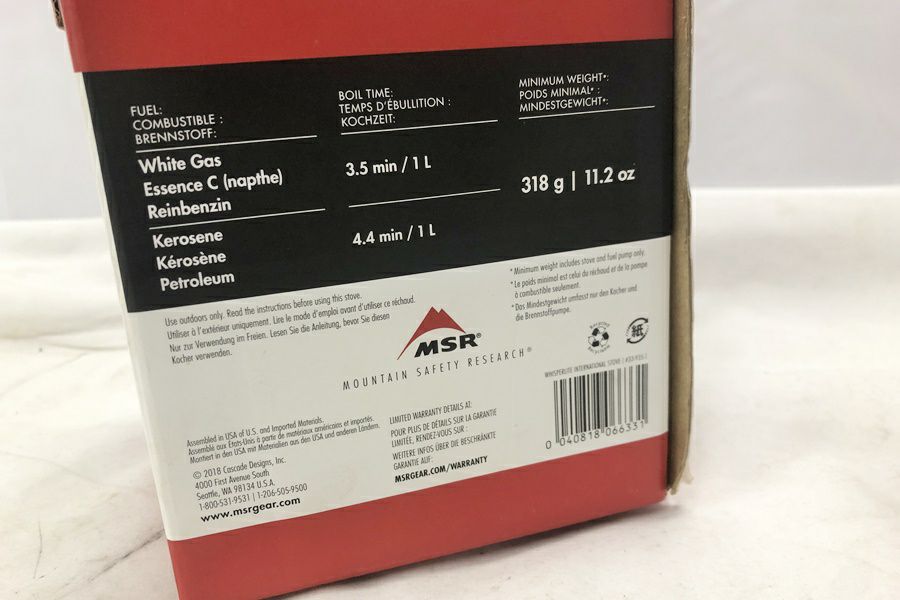 FUEL:
COMBUSTIBLE :
BRENNSTOFF:
BOIL TIME:
TEMPS D'ÉBULLITION :
KOCHZEIT:
MINIMUM WEIGHT*:
POIDS MINIMAL* :
MINDESTGEWICHT*:
White Gas
Essence C (napthe)
Reinbenzin
3.5 min / 1 L
318 g | 11.2 oz
Kerosene
Kérosène
Petroleum
4.4 min / 1 L
* Minimum weight includes stove and fuel pump only.
* Le poids minimal est celui du réchaud et de la pompe
à combustible seulement.
* Das Mindestgewicht umfasst nur den Kocher und
die Brennstoffpumpe.
Use outdoors only. Read the instructions before using this stove.
Utiliser à l'extérieur uniquement. Lire le mode d'emploi avant d'utiliser ce réchaud.
Nur zur Verwendung im Freien. Lesen Sie die Anleitung, bevor Sie diesen
Kocher verwenden.
MSR®
MOUNTAIN SAFETY RESEARCH®
紙
WHISPERLITE INTERNATIONAL STOVE |
0 040818 066331
Assembled in USA of U.S. and Imported Materials.
Assemblé aux États-Unis à partir de matériaux américains et importés.
Montiert in den USA mit Materialien aus den USA und anderen Ländern.
LIMITED WARRANTY DETAILS AT:
POUR PLUS DE DÉTAILS SUR LA GARANTIE
LIMITÉE, RENDEZ-VOUS SUR :
WEITERE INFOS ÜBER DIE BESCHRÄNKTE
GARANTIE AUF:
MSRGEAR.COM/WARRANTY
© 2018 Cascade Designs, Inc.
4000 First Avenue South
Seattle, WA 98134 U.S.A.
1-800-531-9531 | 1-206-505-9500
www.msrgear.com